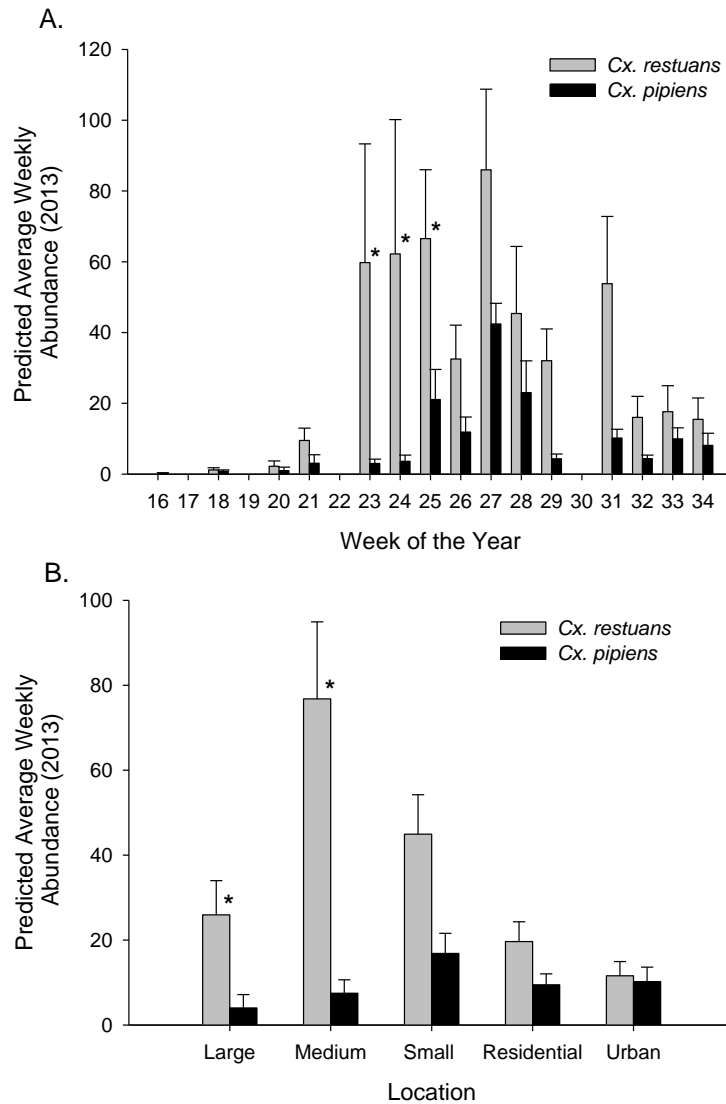 A.
120
100
80
60
40
20
0
Predicted Average Weekly
Abundance (2013)
Cx. restuans
Cx. pipiens
* * *
16 17 18 19 20 21 22 23 24 25 26 27 28 29 30 31 32 33 34
Week of the Year
B.
100
80
60
40
20
0
Predicted Average Weekly
Abundance (2013)
Cx. restuans
Cx. pipiens
* *
Large Medium Small Residential Urban
Location